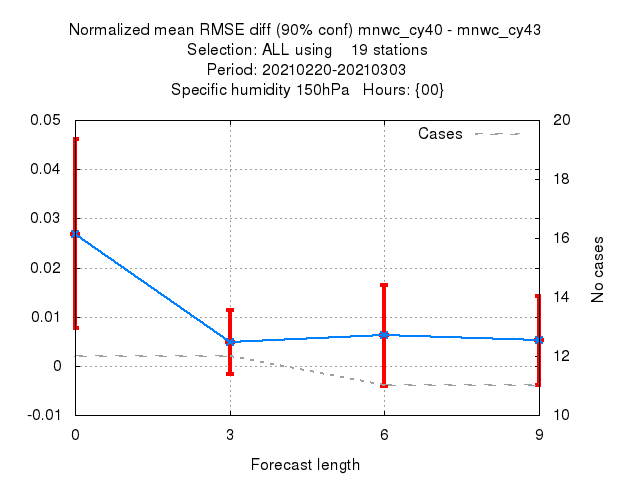 Normalized mean RMSE diff (90% conf) mnwc_cy40 - mnwc_cy43
Selection: ALL using    19 stations
Period: 20210220-20210303
Specific humidity 150hPa   Hours: {00}
Cases
0.05
0.04
0.03
0.02
0.01
0
-0.01
20
18
16
14
12
10
No cases
0 3 6 9
Forecast length